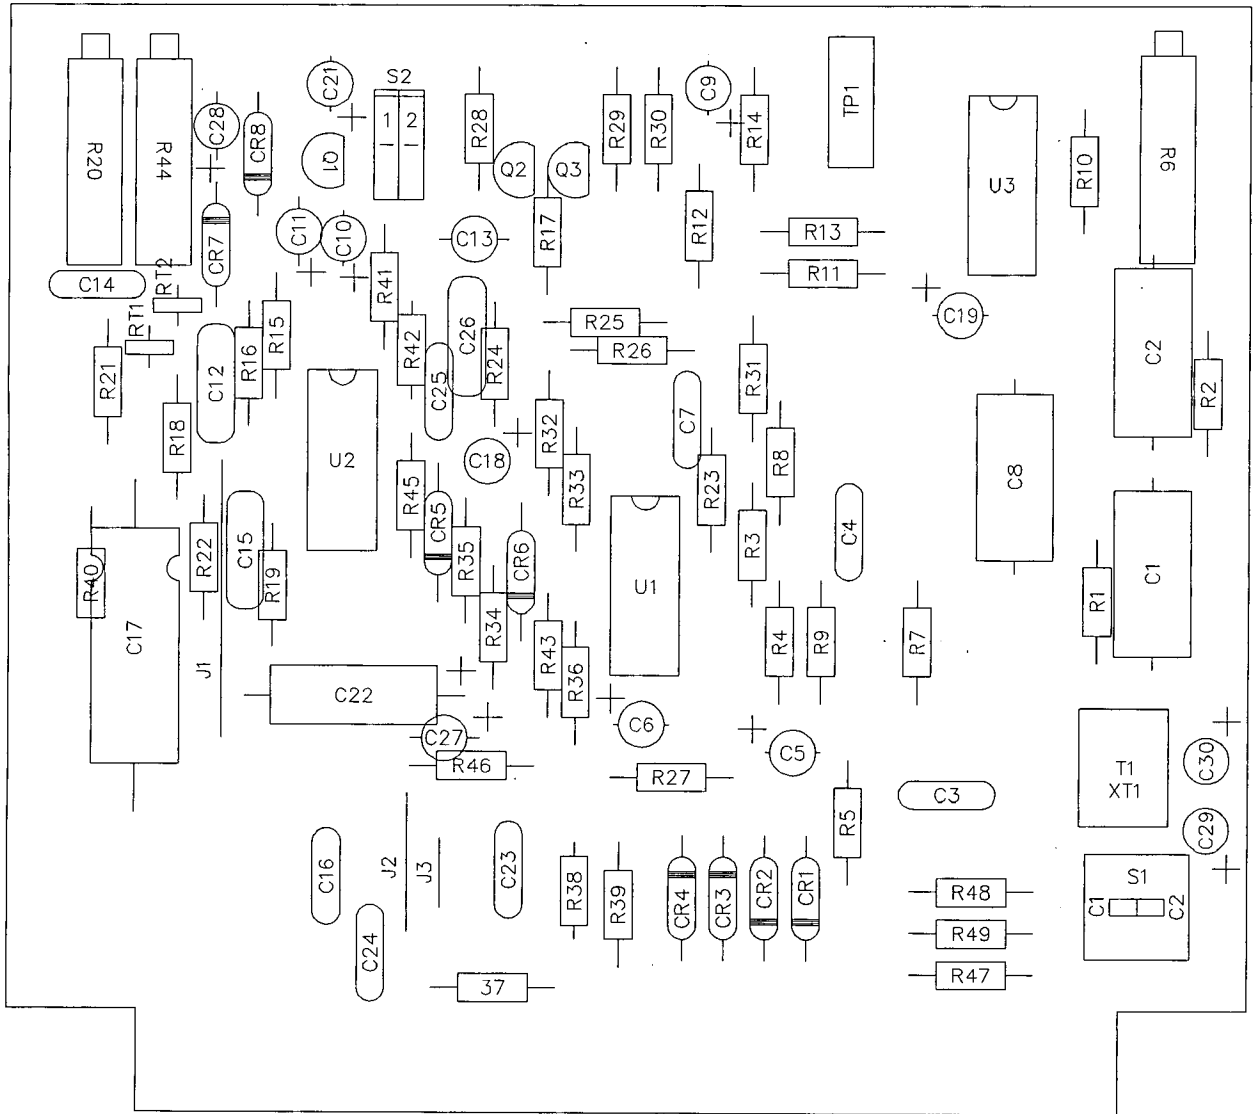 S2
C21
C9
C28
R20
R44
CR8
Q1
1
2
R28
Q2
Q3
R29
R30
R14
TP1
U3
R10
R6
C11
C10
C13
R17
R12
R13
R11
CR7
C14
RT2
RT1
R41
C26
R25
R26
C19
R21
C12
R16
R15
R42
C25
R24
R31
C2
R2
R18
U2
C18
R32
C7
R8
C8
R45
CR5
R33
R23
R3
C4
R40
R22
C15
R19
R35
CR6
U1
R1
C1
C17
J1
R34
R43
R36
R4
R9
R7
C22
C27
R46
C6
R27
C5
T1
XT1
C30
C29
R5
C3
C16
J2
J3
C23
R38
R39
CR4
CR3
CR2
CR1
R48
S1
C1
C2
R49
C24
37
R47